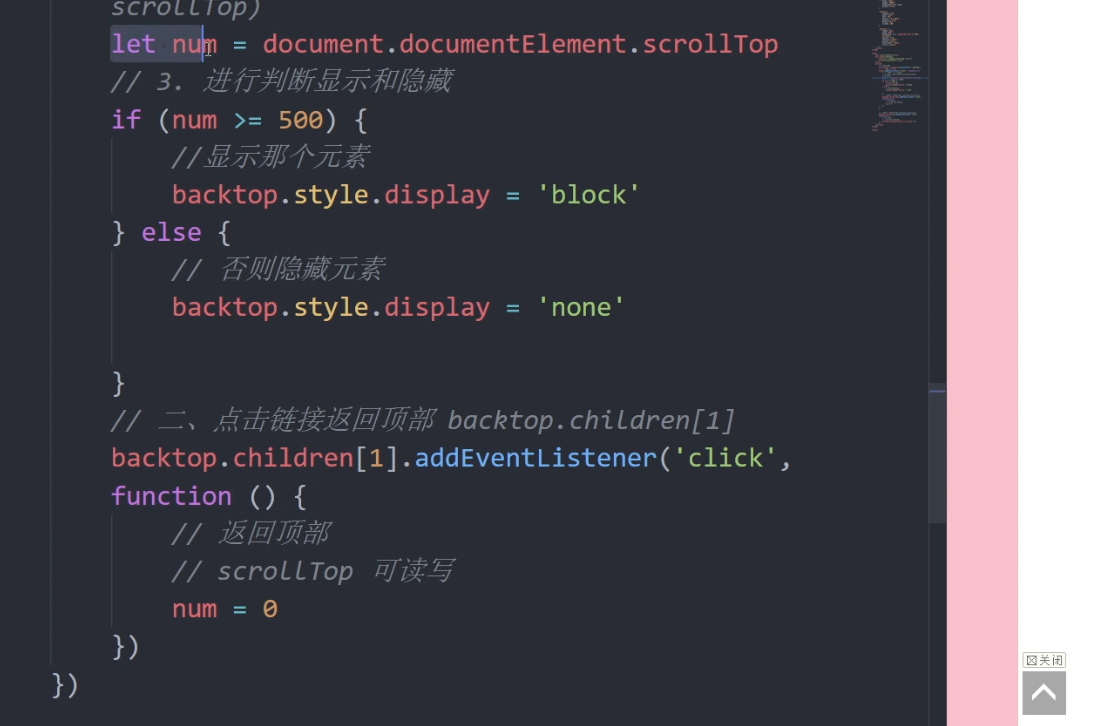 scrollTop)
let num = document.documentElement.scrollTop
// 3. 进行判断显示和隐藏
if (num >= 500) {
//显示那个元素
backtop.style.display = 'block'
} else {
// 否则隐藏元素
backtop.style.display = 'none'
}
// 二、点击链接返回顶部 backtop.children[1]
backtop.children[1].addEventListener('click',
function () {
// 返回顶部
// scrollTop 可读写
num = 0
})
})
关闭